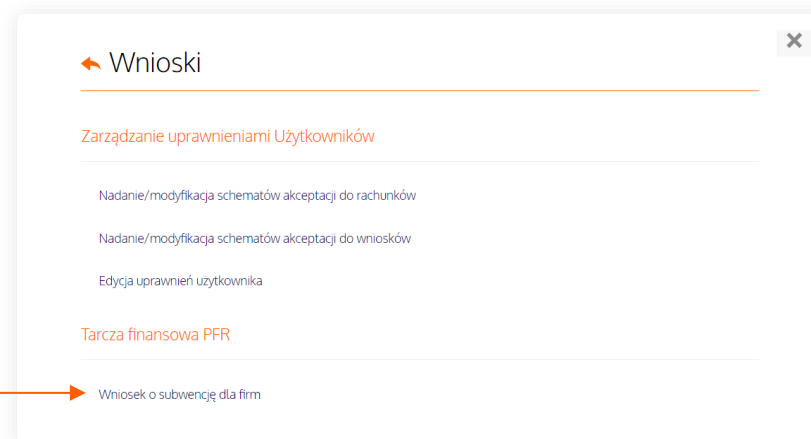 Wnioski
Zarządzanie uprawnieniami Użytkowników
Nadanie/modyfikacja schematów akceptacji do rachunków
Nadanie/modyfikacja schematów akceptacji do wniosków
Edycja uprawnień użytkownika
Tarcza finansowa PFR
Wniosek o subwencję dla firm